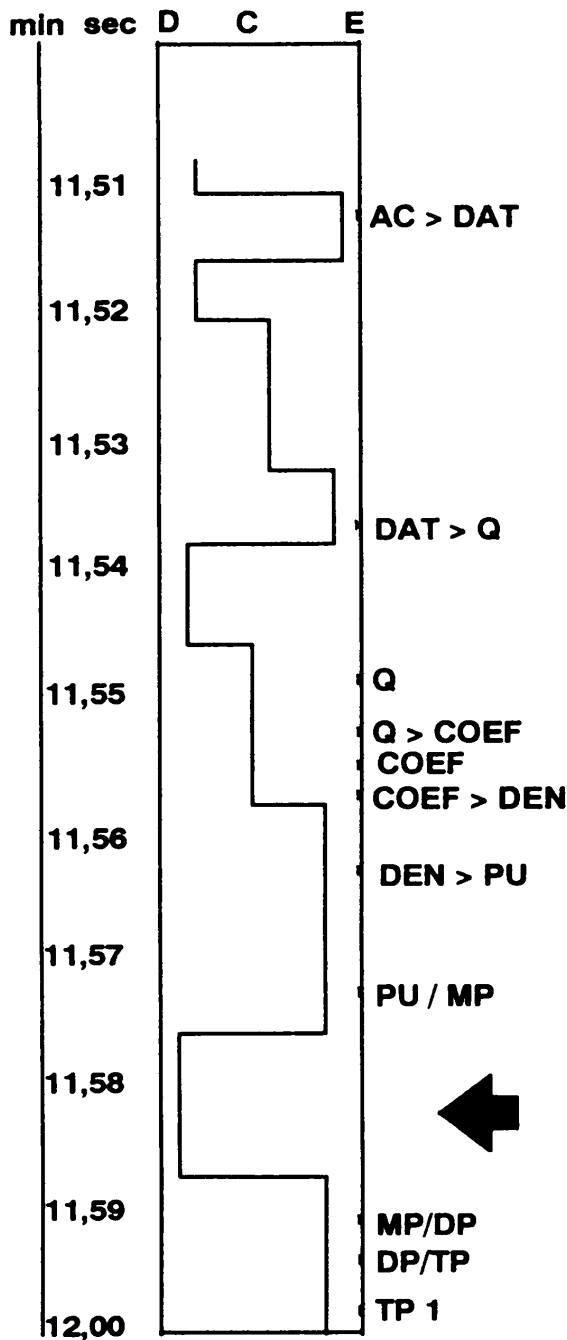 min sec D C E
11,51
AC > DAT
11,52
11,53
DAT > Q
11,54
Q
11,55
Q > COEF
COEF
COEF > DEN
11,56
DEN > PU
11,57
PU / MP
11,58
11,59
MP/DP
DP/TP
TP 1
12,00